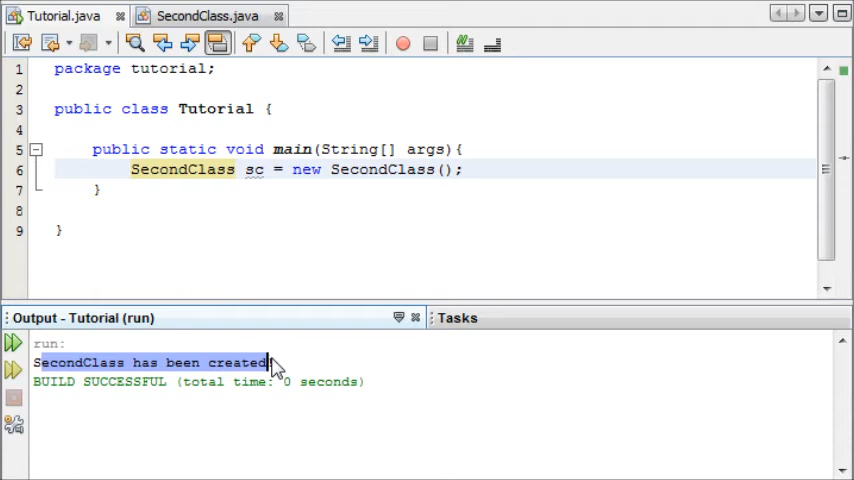 Tutorial.java SecondClass.java
1 package tutorial;
2
3 public class Tutorial {
4
5 public static void main(String[] args){
6 SecondClass sc = new SecondClass();
7 }
8
9 }
Output - Tutorial (run) Tasks
run:
SecondClass has been created
BUILD SUCCESSFUL (total time: 0 seconds)